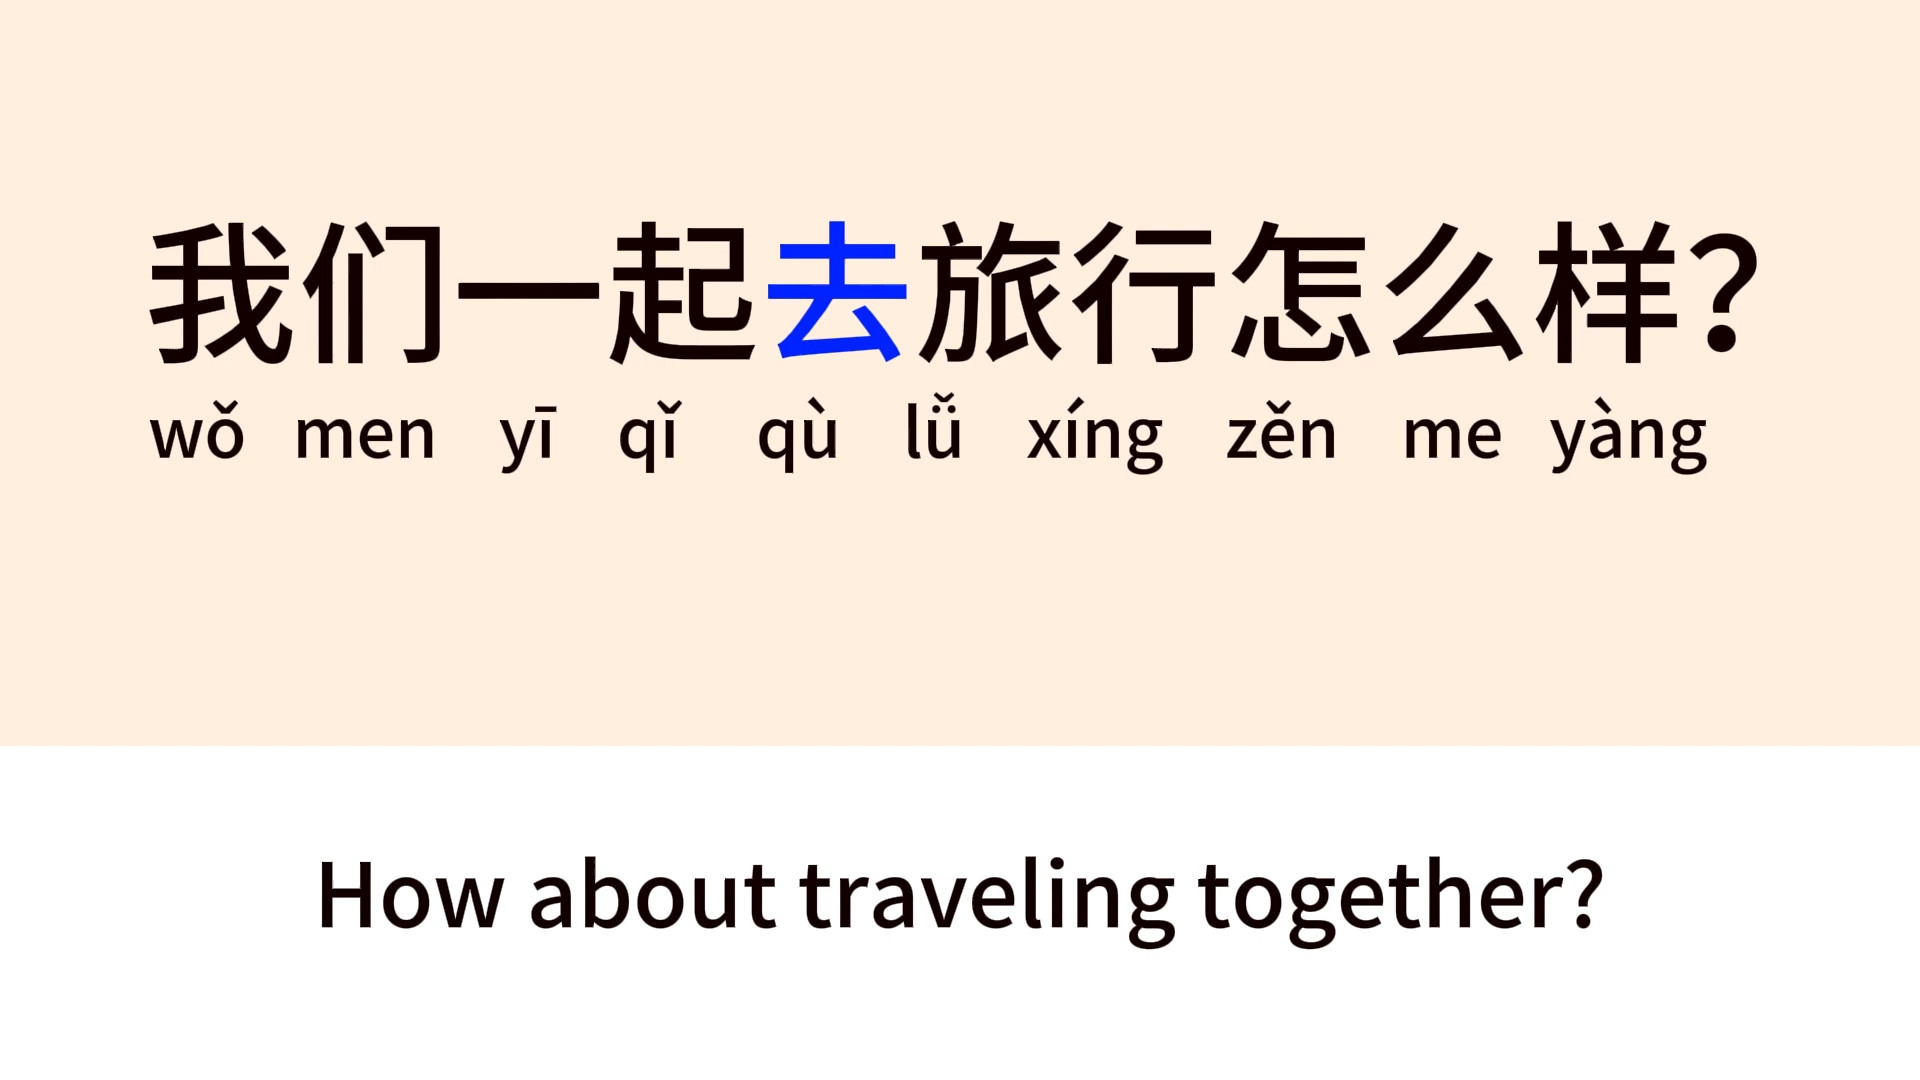 我们一起去旅行怎么样？
wǒ men yī qǐ qù lǚ xíng zěn me yàng
How about traveling together?